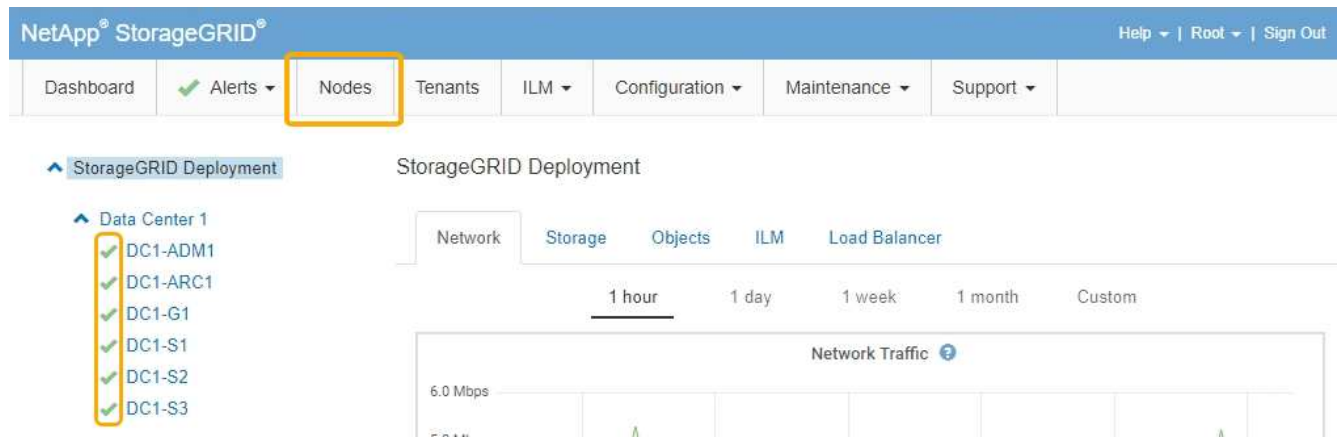 NetApp® StorageGRID®
Help | Root | Sign Out
Dashboard Alerts Nodes Tenants ILM Configuration Maintenance Support
StorageGRID Deployment
StorageGRID Deployment
Data Center 1
DC1-ADM1
DC1-ARC1
DC1-G1
DC1-S1
DC1-S2
DC1-S3
Network Storage Objects ILM Load Balancer
1 hour 1 day 1 week 1 month Custom
Network Traffic
6.0 Mbps